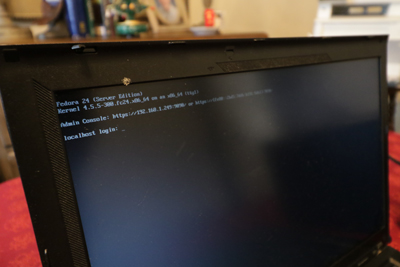 Fedora 24 (Server Edition)
Kernel 4.5.5-300.fc24.x86_64 on an x86_64 (tty1)
Admin Console: https://192.168.1.249:9090/ or https://
localhost login: _